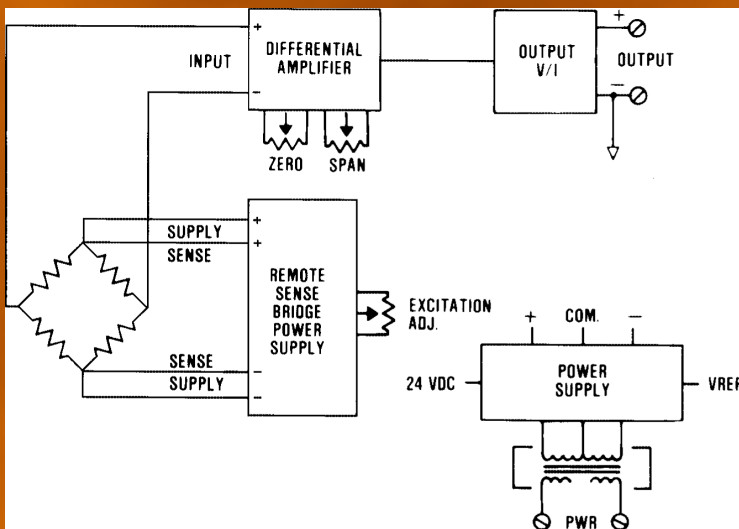 INPUT
+
−
DIFFERENTIAL
AMPLIFIER
ZERO
SPAN
OUTPUT
V/I
+
OUTPUT
−
SUPPLY
SENSE
+
+
REMOTE
SENSE
BRIDGE
POWER
SUPPLY
EXCITATION
ADJ.
SENSE
SUPPLY
−
−
+
COM.
−
24 VDC
POWER
SUPPLY
VREF
PWR